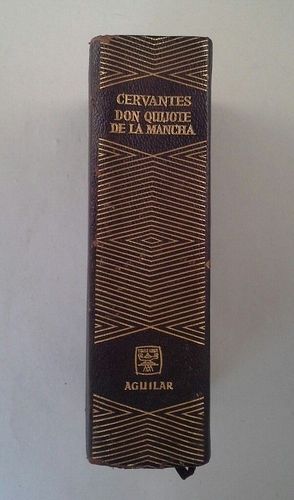 CERVANTES
DON QUIJOTE
DE LA MANCHA
AGUILAR